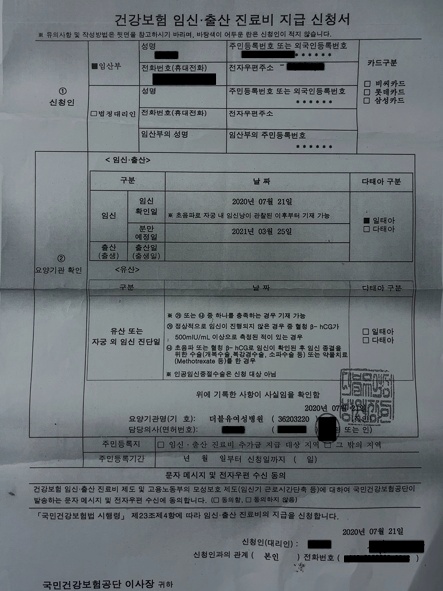 건강보험 임신·출산 진료비 지급 신청서
※ 유의사항 및 작성방법은 뒷면을 참고하시기 바라며, 바탕색이 어두운 란은 신청인이 적지 않습니다.
①
신청인
■임산부
성명
주민등록번호 또는 외국인등록번호
전화번호(휴대전화)
전자우편주소
□법정대리인
성명
주민등록번호 또는 외국인등록번호
전화번호(휴대전화)
전자우편주소
임산부의 성명
임산부의 주민등록번호
카드구분
□ 비씨카드
□ 롯데카드
□ 삼성카드
②
요양기관 확인
< 임신·출산>
구분
날 짜
다태아 구분
임신
임신
확인일
2020년 07월 21일
※ 초음파로 자궁 내 임신낭이 관찰된 이후부터 기재 가능
분만
예정일
2021년 03월 25일
출산
(출생)
출산일
(출생일)
■ 일태아
□ 다태아
<유산>
구분
날 짜
다태아 구분
유산 또는
자궁 외 임신 진단일
※ ㉮ 또는 ㉯ 중 하나를 충족하는 경우 기재 가능
㉮ 정상적으로 임신이 진행되지 않은 경우 중 혈청 β- hCG가
500mIU/mL 이상으로 측정된 적이 있는 경우
㉯ 초음파 또는 혈청 β-hCG로 임신이 확인된 후 임신 종결을
위한 수술(개복수술,복강경수술, 소파수술 등) 또는 약물치료
(Methotrexate 등)를 한 경우
※ 인공임신중절수술은 신청 대상 아님
□ 일태아
□ 다태아
위에 기록한 사항이 사실임을 확인함
2020년 07월 21일
요양기관명(기 호): 더블유여성병원 (36203220
담당의사(면허번호):
또는 인)
주민등록지
□ 임신·출산 진료비 추가금 지급 대상 지역 □ 그 밖의 지역
주민등록기간
년 월 일부터 신청일까지 ( 일)
문자 메시지 및 전자우편 수신 동의
건강보험 임신·출산 진료비 제도 및 고용노동부의 모성보호 제도(임신기 근로시간단축 등)에 대하여 국민건강보험공단이
발송하는 문자 메시지 및 전자우편 수신에 동의합니다. (□동의함, □동의하지 않음)
「국민건강보험법 시행령」 제23조제4항에 따라 임신·출산 진료비의 지급을 신청합니다.
2020년 07월 21일
신청인(대리인) :
신청인과의 관계 ( 본인 ) 전화번호 (
국민건강보험공단 이사장 귀하